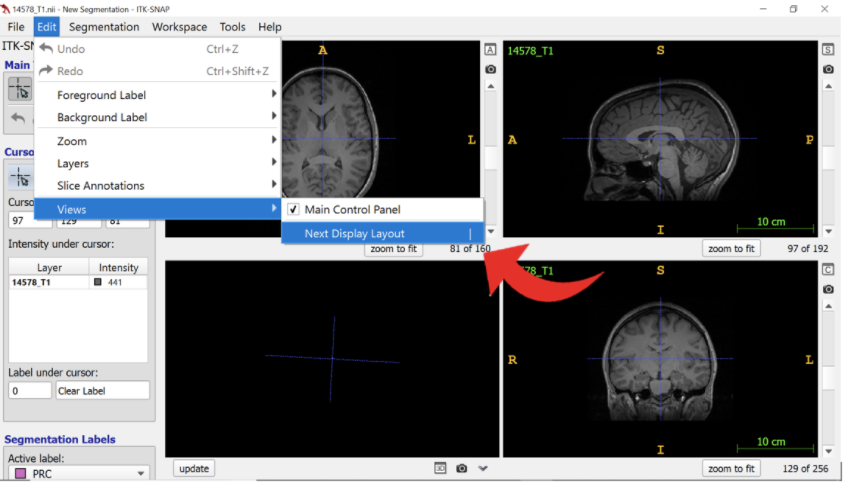 14578_T1.nii - New Segmentation - ITK-SNAP
File Edit Segmentation Workspace Tools Help
ITK-SN
Undo Ctrl+Z
Redo Ctrl+Shift+Z
Foreground Label
Background Label
Zoom
Layers
Slice Annotations
Views
Main Control Panel
Next Display Layout |
Main
Curso
Curso
97 129 81
Intensity under cursor:
Layer Intensity
14578_T1 441
Label under cursor:
0 Clear Label
Segmentation Labels
Active label:
PRC
A
L
A
zoom to fit 81 of 160
14578_T1
S
A
P
I
10 cm
S
zoom to fit 97 of 192
update
3D
78_T1
S
R
L
I
10 cm
C
zoom to fit 129 of 256